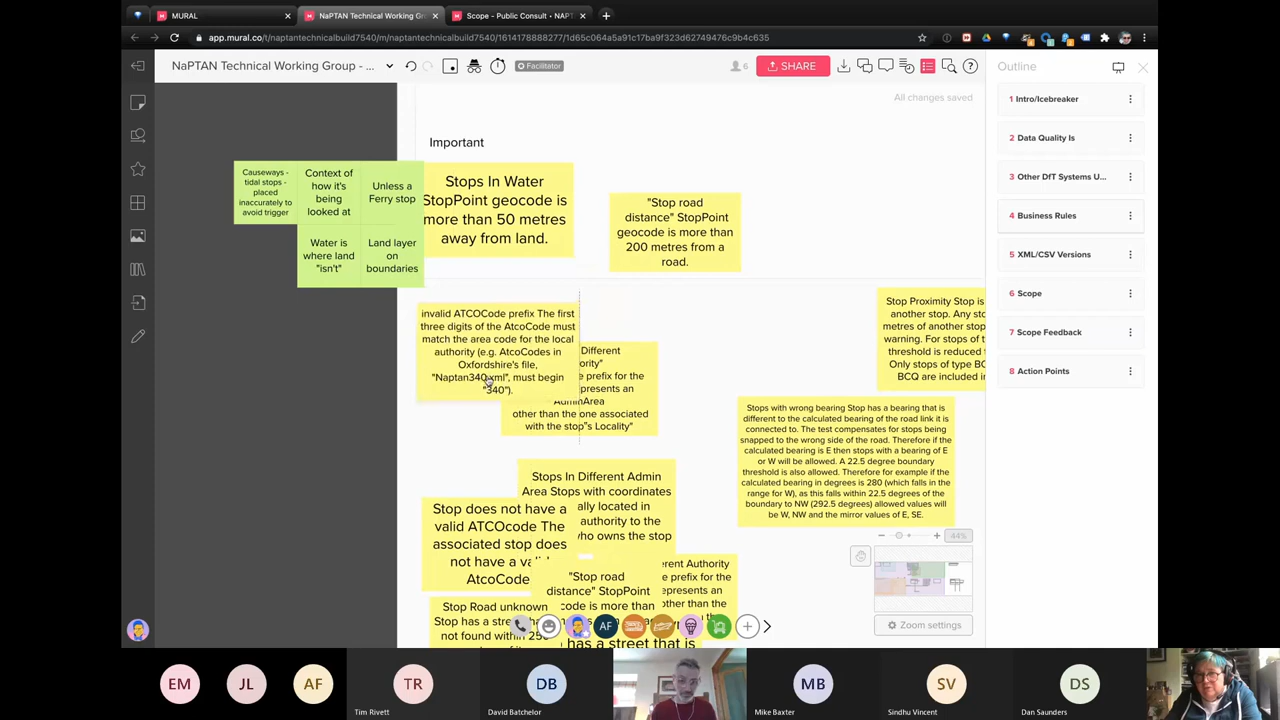 MURAL
NaPTAN Technical Working Gr
Scope - Public Consult - NAPT
app.mural.co/t/naptantechnicalbuild7540/m/naptantechnicalbuild7540/1614178888277/1d65c064a5a91c17ba9f323d62749476c9b4c635
NaPTAN Technical Working Group - ...
Facilitator
6
SHARE
All changes saved
Outline
1 Intro/Icebreaker
2 Data Quality Is
3 Other DfT Systems U...
4 Business Rules
5 XML/CSV Versions
6 Scope
7 Scope Feedback
8 Action Points
Important
Causeways -
tidal stops -
placed
inaccurately to
avoid trigger
Context of
how it's
being
looked at
Unless a
Ferry stop
Water is
where land
"isn't"
Land layer
on
boundaries
Stops In Water
StopPoint geocode is
more than 50 metres
away from land.
"Stop road
distance" StopPoint
geocode is more than
200 metres from a
road.
invalid ATCOCode prefix The first
three digits of the AtcoCode must
match the area code for the local
authority (e.g. AtcoCodes in
Oxfordshire's file,
"Naptan340.xml", must begin
"340").
Different
ority"
e prefix for the
presents an
AdminArea
other than the one associated
with the stop"s Locality"
Stop Proximity Stop is
another stop. Any sto
metres of another stop
warning. For stops of t
threshold is reduced t
Only stops of type BC
BCQ are included i
Stops with wrong bearing Stop has a bearing that is
different to the calculated bearing of the road link it is
connected to. The test compensates for stops being
snapped to the wrong side of the road. Therefore if the
calculated bearing is E then stops with a bearing of E
or W will be allowed. A 22.5 degree boundary
threshold is also allowed. Therefore for example if the
calculated bearing in degrees is 280 (which falls in the
range for W), as this falls within 22.5 degrees of the
boundary to NW (292.5 degrees) allowed values will
be W, NW and the mirror values of E, SE.
Stops In Different Admin
Area Stops with coordinates
ally located in
authority to the
who owns the stop
Stop does not have a
valid ATCOcode The
associated stop does
not have a vali
AtcoCode
"Stop road
distance" StopPoint
code is more than
erent Authority
e prefix for the
epresents an
other than the
Stop Road unknown
Stop has a stre
not found within 25
has a street that is
44%
Zoom settings
AF
EM
JL
AF
TR
Tim Rivett
DB
David Batchelor
MB
Mike Baxter
SV
Sindhu Vincent
DS
Dan Saunders